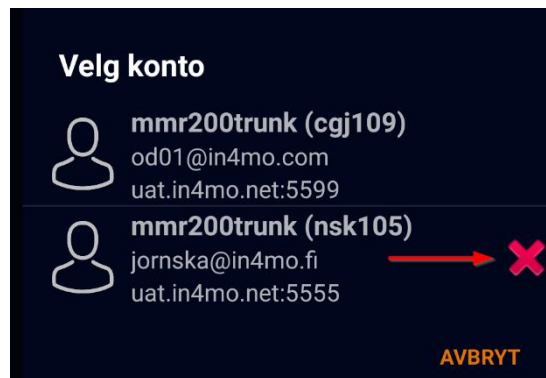 Velg konto
mmr200trunk (cgj109)
od01@in4mo.com
uat.in4mo.net:5599
mmr200trunk (nsk105)
jornska@in4mo.fi
uat.in4mo.net:5555
AVBRYT